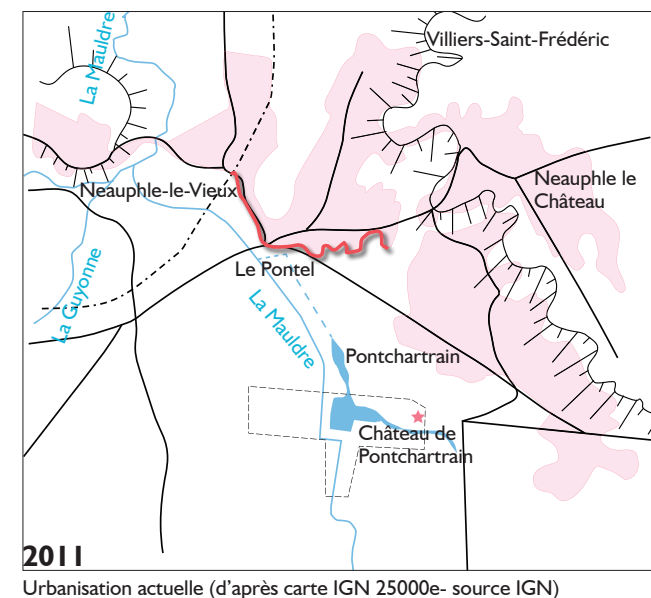 Villiers-Saint-Frédéric
La Mauldre
Neauphle le
Château
Neauphle-le-Vieux
La Guyonne
Le Pontel
La Mauldre
Pontchartrain
Château de
Pontchartrain
2011
Urbanisation actuelle (d'après carte IGN 25000e- source IGN)